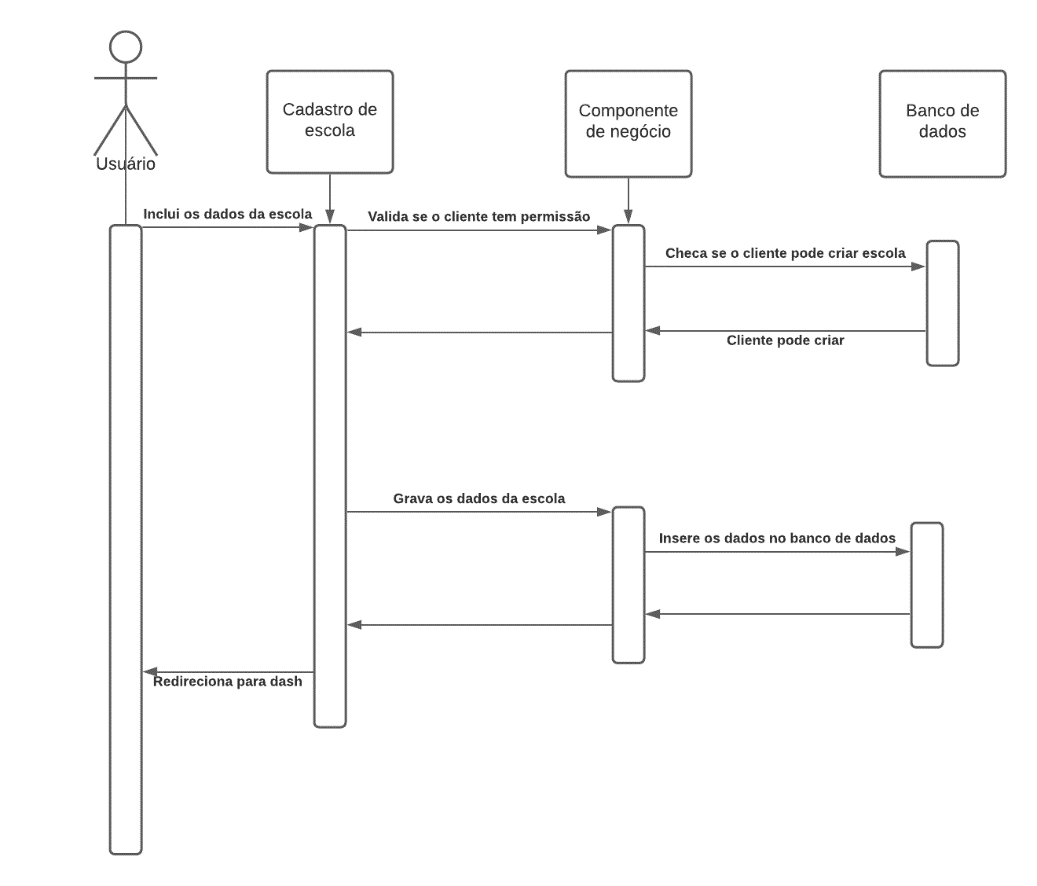 Usuário
Cadastro de
escola
Componente
de negócio
Banco de
dados
Inclui os dados da escola
Valida se o cliente tem permissão
Checa se o cliente pode criar escola
Cliente pode criar
Grava os dados da escola
Insere os dados no banco de dados
Redireciona para dash